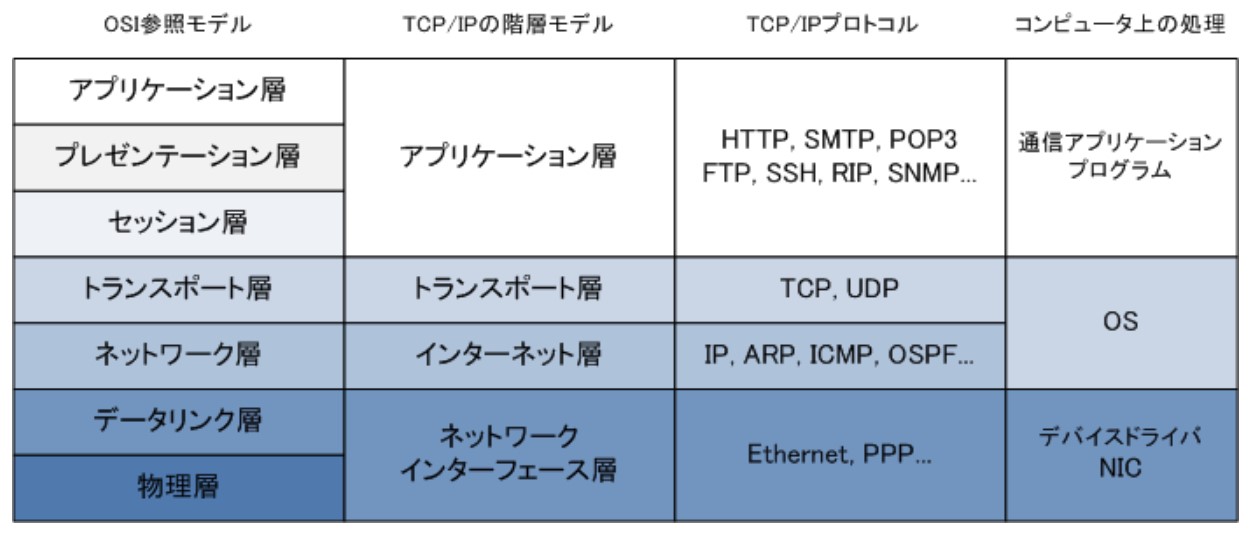 OSI参照モデル
TCP/IPの階層モデル
TCP/IPプロトコル
コンピュータ上の処理
アプリケーション層
プレゼンテーション層
セッション層
アプリケーション層
HTTP, SMTP, POP3
FTP, SSH, RIP, SNMP...
通信アプリケーション
プログラム
トランスポート層
トランスポート層
TCP, UDP
OS
ネットワーク層
インターネット層
IP, ARP, ICMP, OSPF...
データリンク層
物理層
ネットワーク
インターフェース層
Ethernet, PPP...
デバイスドライバ
NIC